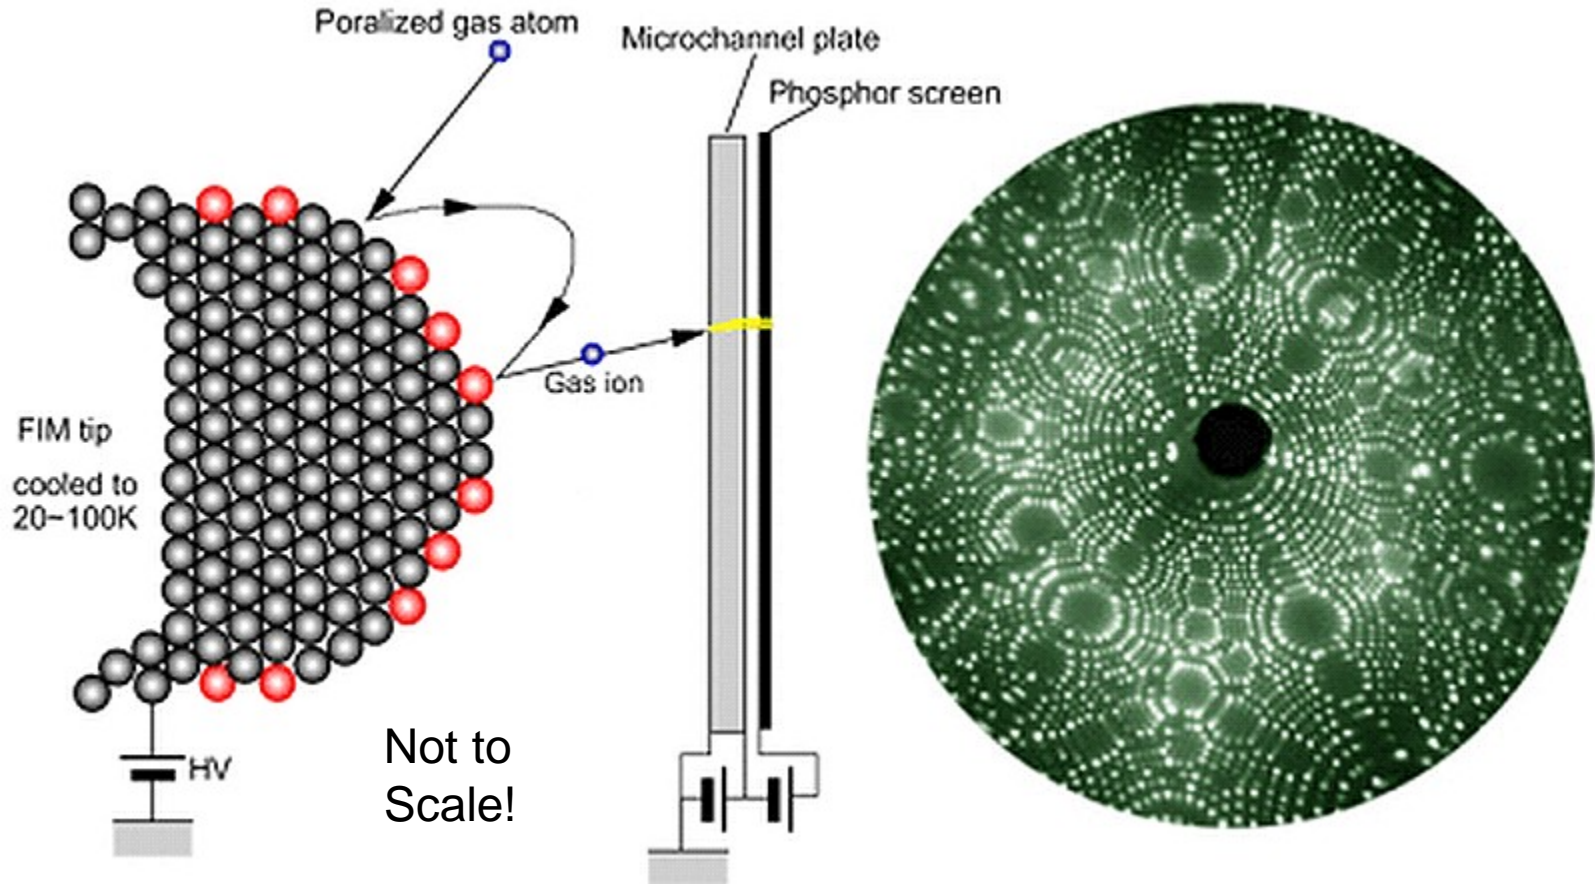 Poralized gas atom
Microchannel plate
Phosphor screen
Gas ion
FIM tip
cooled to
20~100K
HV
Not to
Scale!